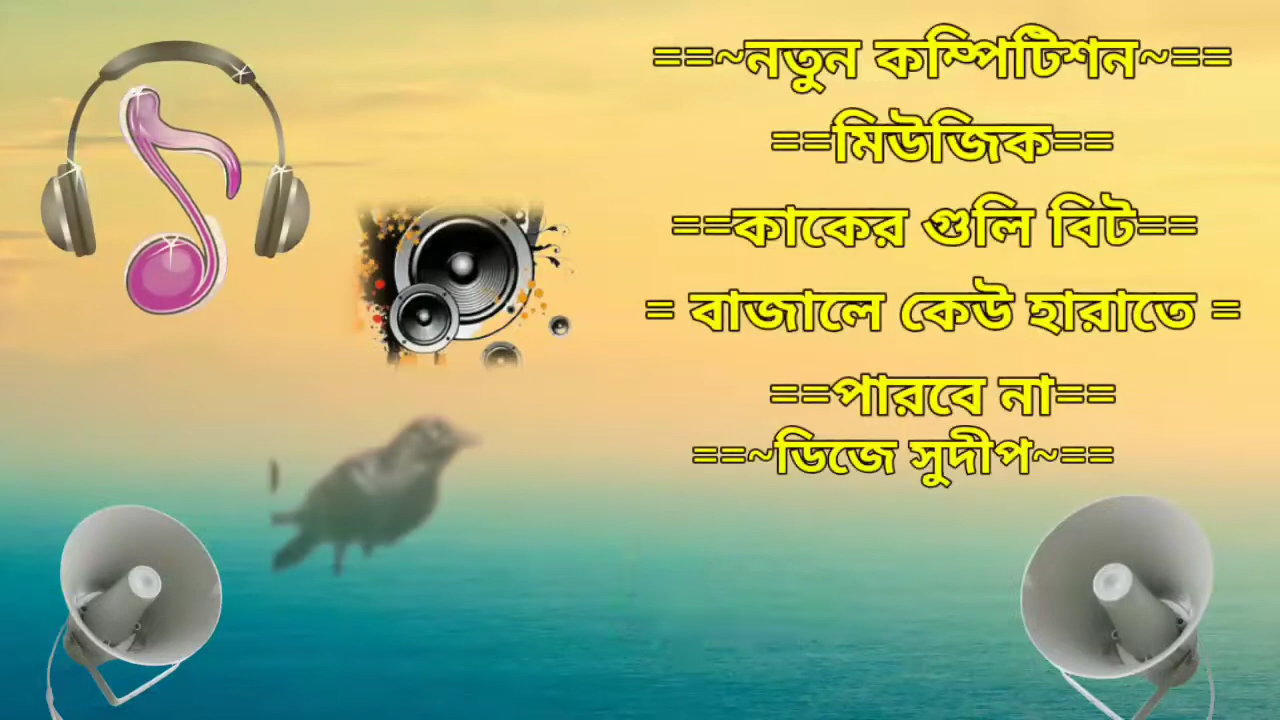 ==~নতুন কম্পিটিশন~==
==মিউজিক==
==কাকের গুলি বিট==
= বাজালে কেউ হারাতে =
==পারবে না==
==~ডিজে সুদীপ~==